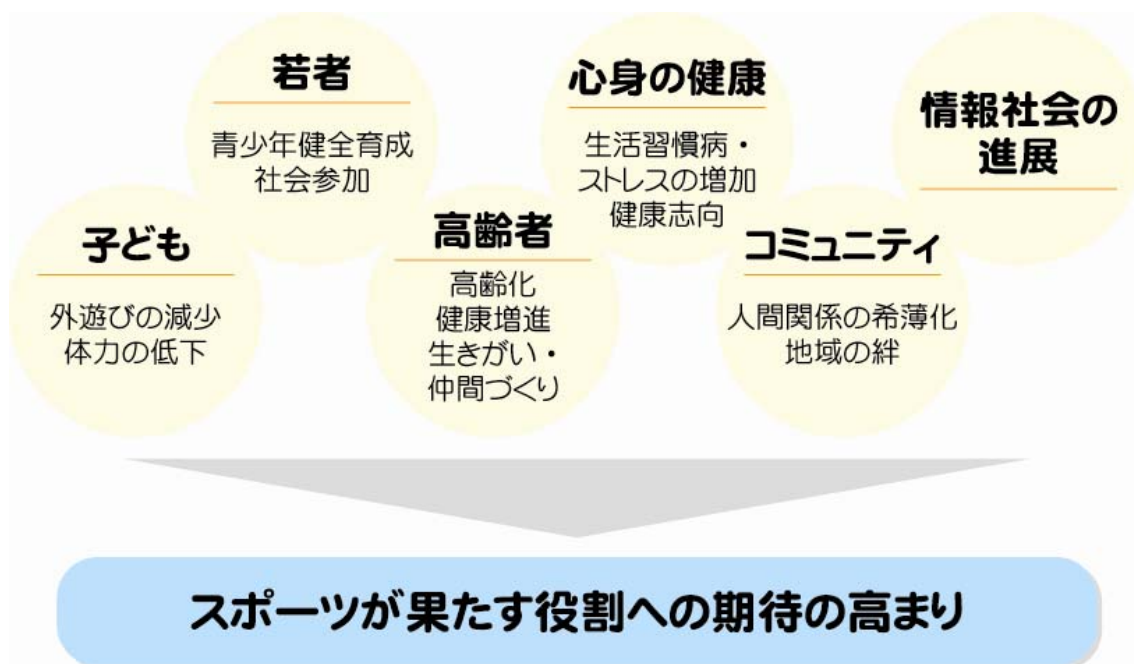 若者
青少年健全育成
社会参加
心身の健康
生活習慣病・
ストレスの増加
健康志向
情報社会の
進展
子ども
外遊びの減少
体力の低下
高齢者
高齢化
健康増進
生きがい・
仲間づくり
コミュニティ
人間関係の希薄化
地域の絆
スポーツが果たす役割への期待の高まり